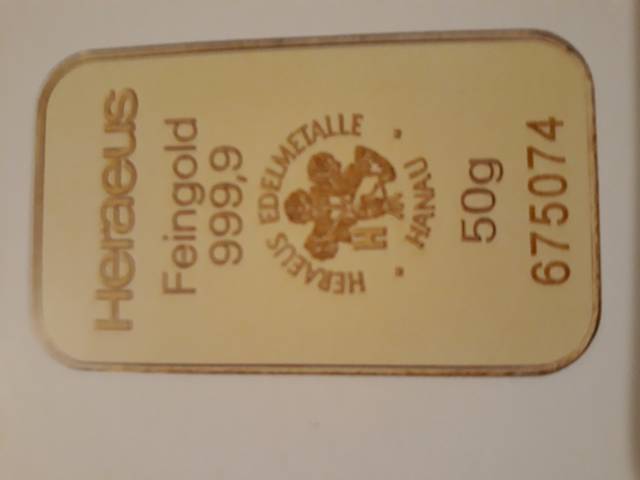 Heraeus
Feingold
999,9
HERAEUS EDELMETALLE
HANAU
50g
675074